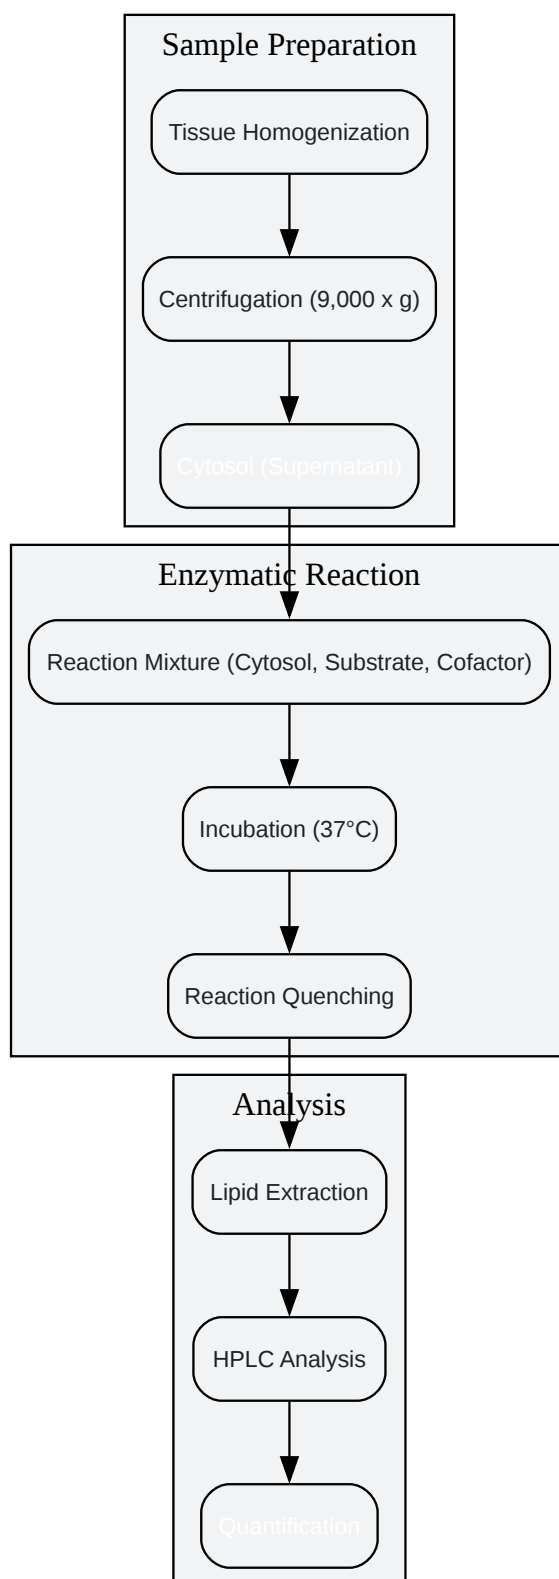 Sample Preparation
Tissue Homogenization
Centrifugation (9,000 x g)
Cytosol (Supernatant)
Enzymatic Reaction
Reaction Mixture (Cytosol, Substrate, Cofactor)
Incubation (37°C)
Reaction Quenching
Analysis
Lipid Extraction
HPLC Analysis
Quantification